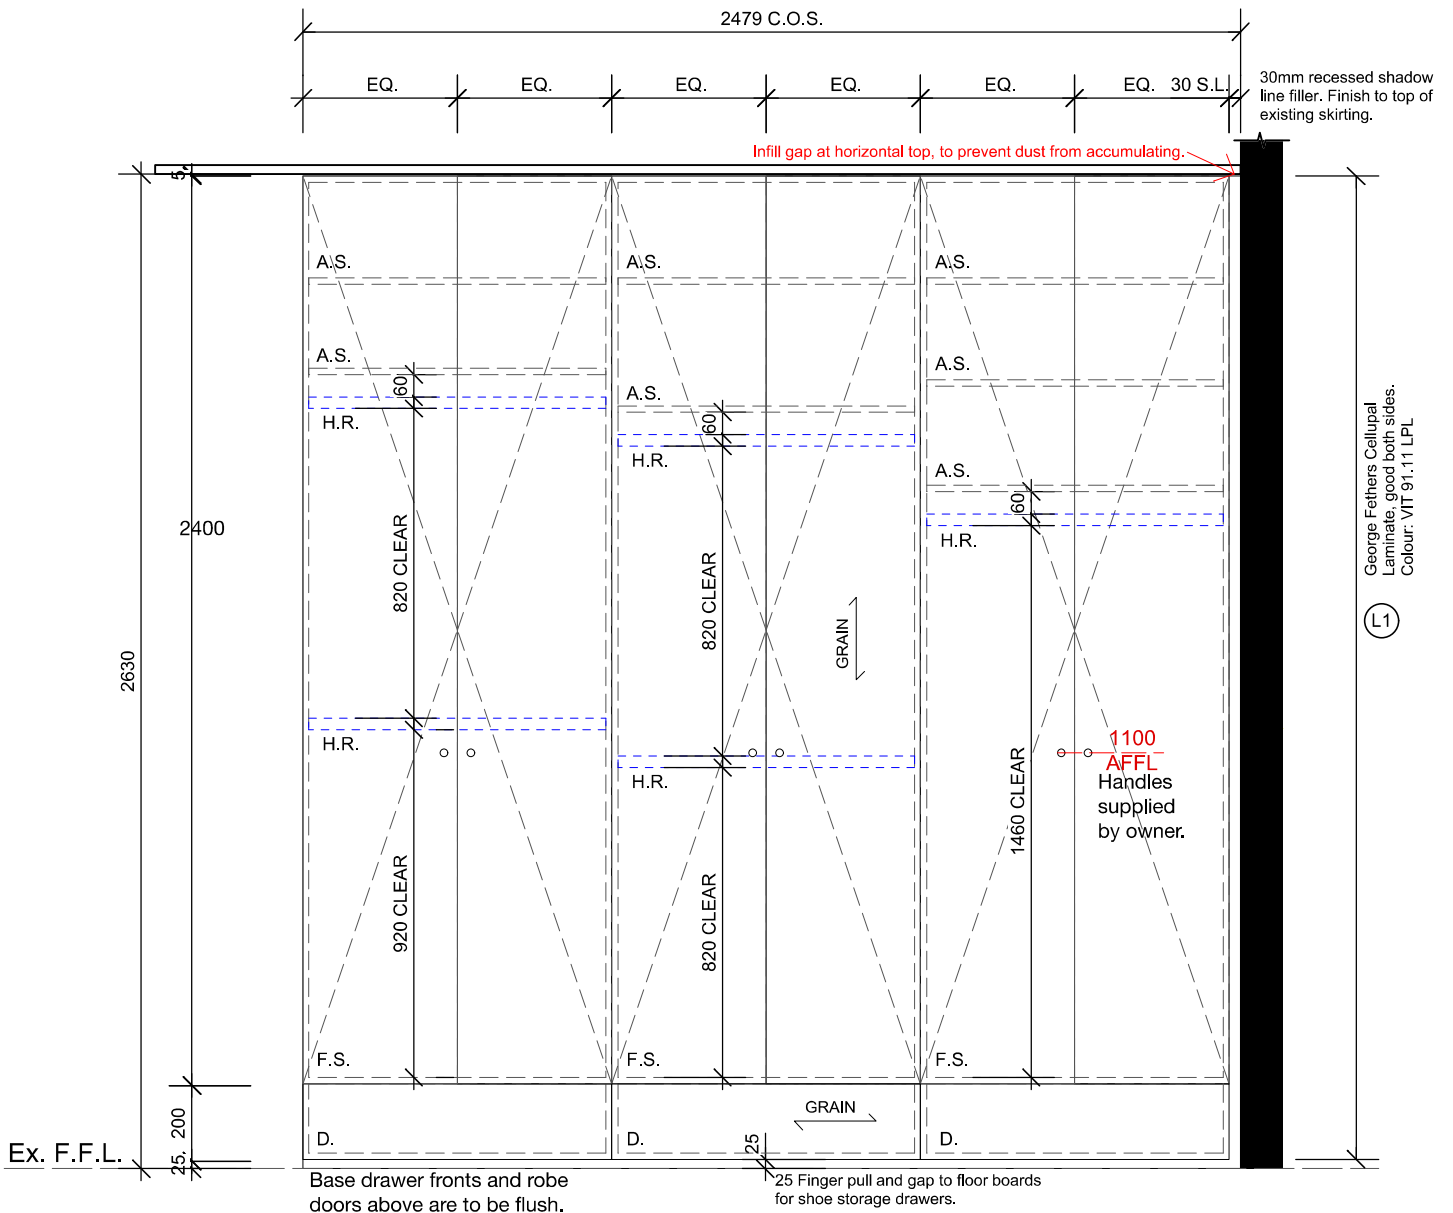 2479 C.O.S.
EQ. EQ. EQ. EQ. EQ. EQ. 30 S.L.
30mm recessed shadow
line filler. Finish to top of
existing skirting.
Infill gap at horizontal top, to prevent dust from accumulating.
5,
A.S. A.S. A.S.
A.S. A.S. A.S.
60 60 60
H.R. H.R. A.S.
H.R.
2400
820 CLEAR
820 CLEAR
GRAIN
2630
George Fethers Cellupal
Laminate, good both sides.
Colour: VIT 91.11 LPL
L1
H.R.
H.R.
1100
AFFL
Handles
supplied
by owner.
920 CLEAR
820 CLEAR
1460 CLEAR
F.S. F.S. F.S.
GRAIN
200
D. D. D.
25,
25
Ex. F.F.L.
Base drawer fronts and robe
doors above are to be flush.
25 Finger pull and gap to floor boards
for shoe storage drawers.